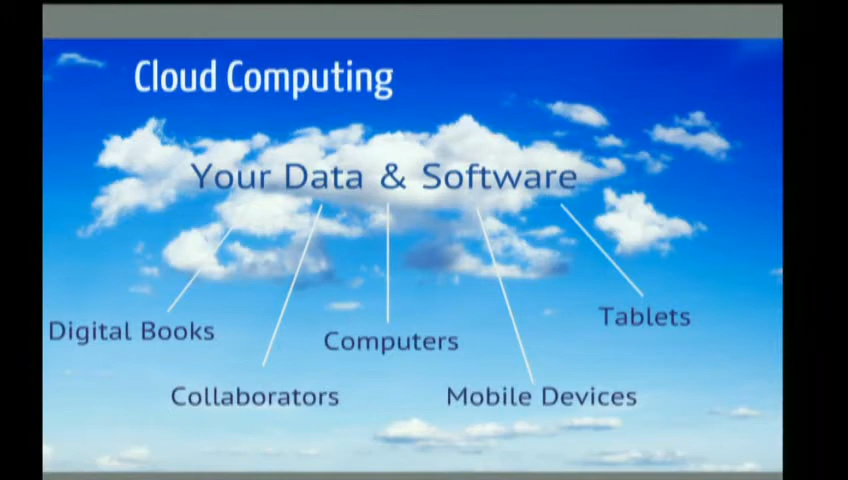 Cloud Computing
Your Data & Software
Digital Books
Collaborators
Computers
Mobile Devices
Tablets